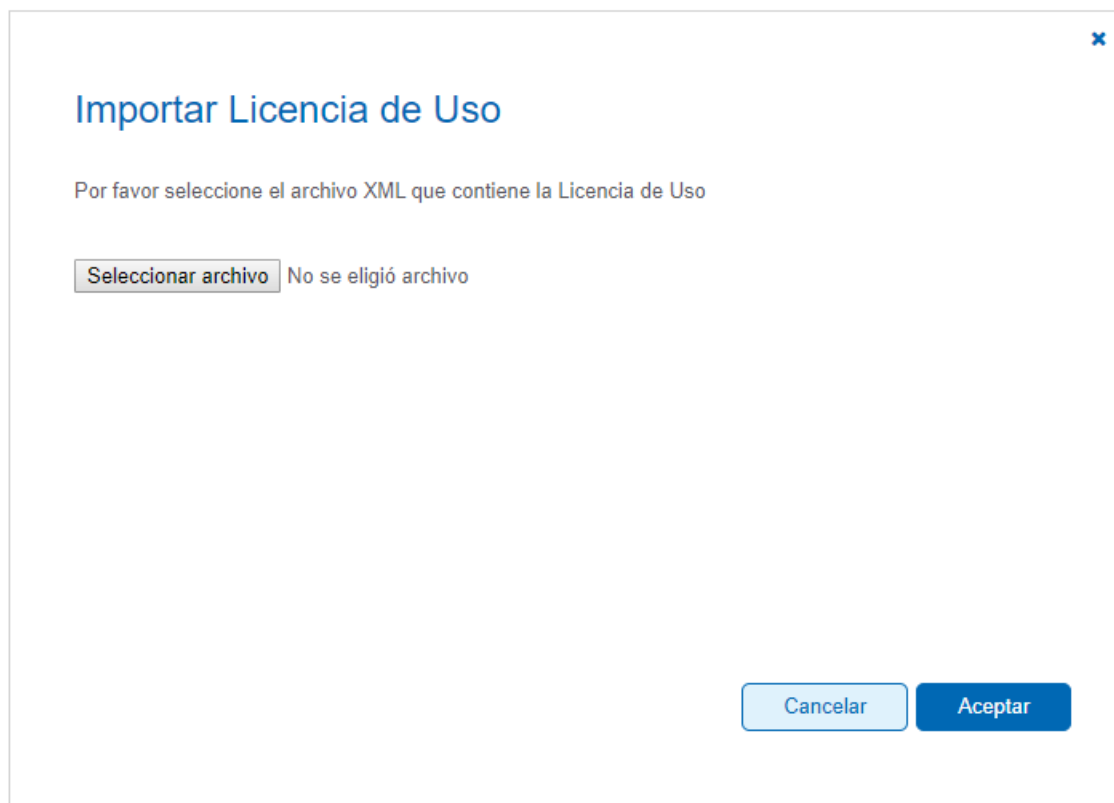 Importar Licencia de Uso
Por favor seleccione el archivo XML que contiene la Licencia de Uso
Seleccionar archivo No se eligió archivo
Cancelar Aceptar